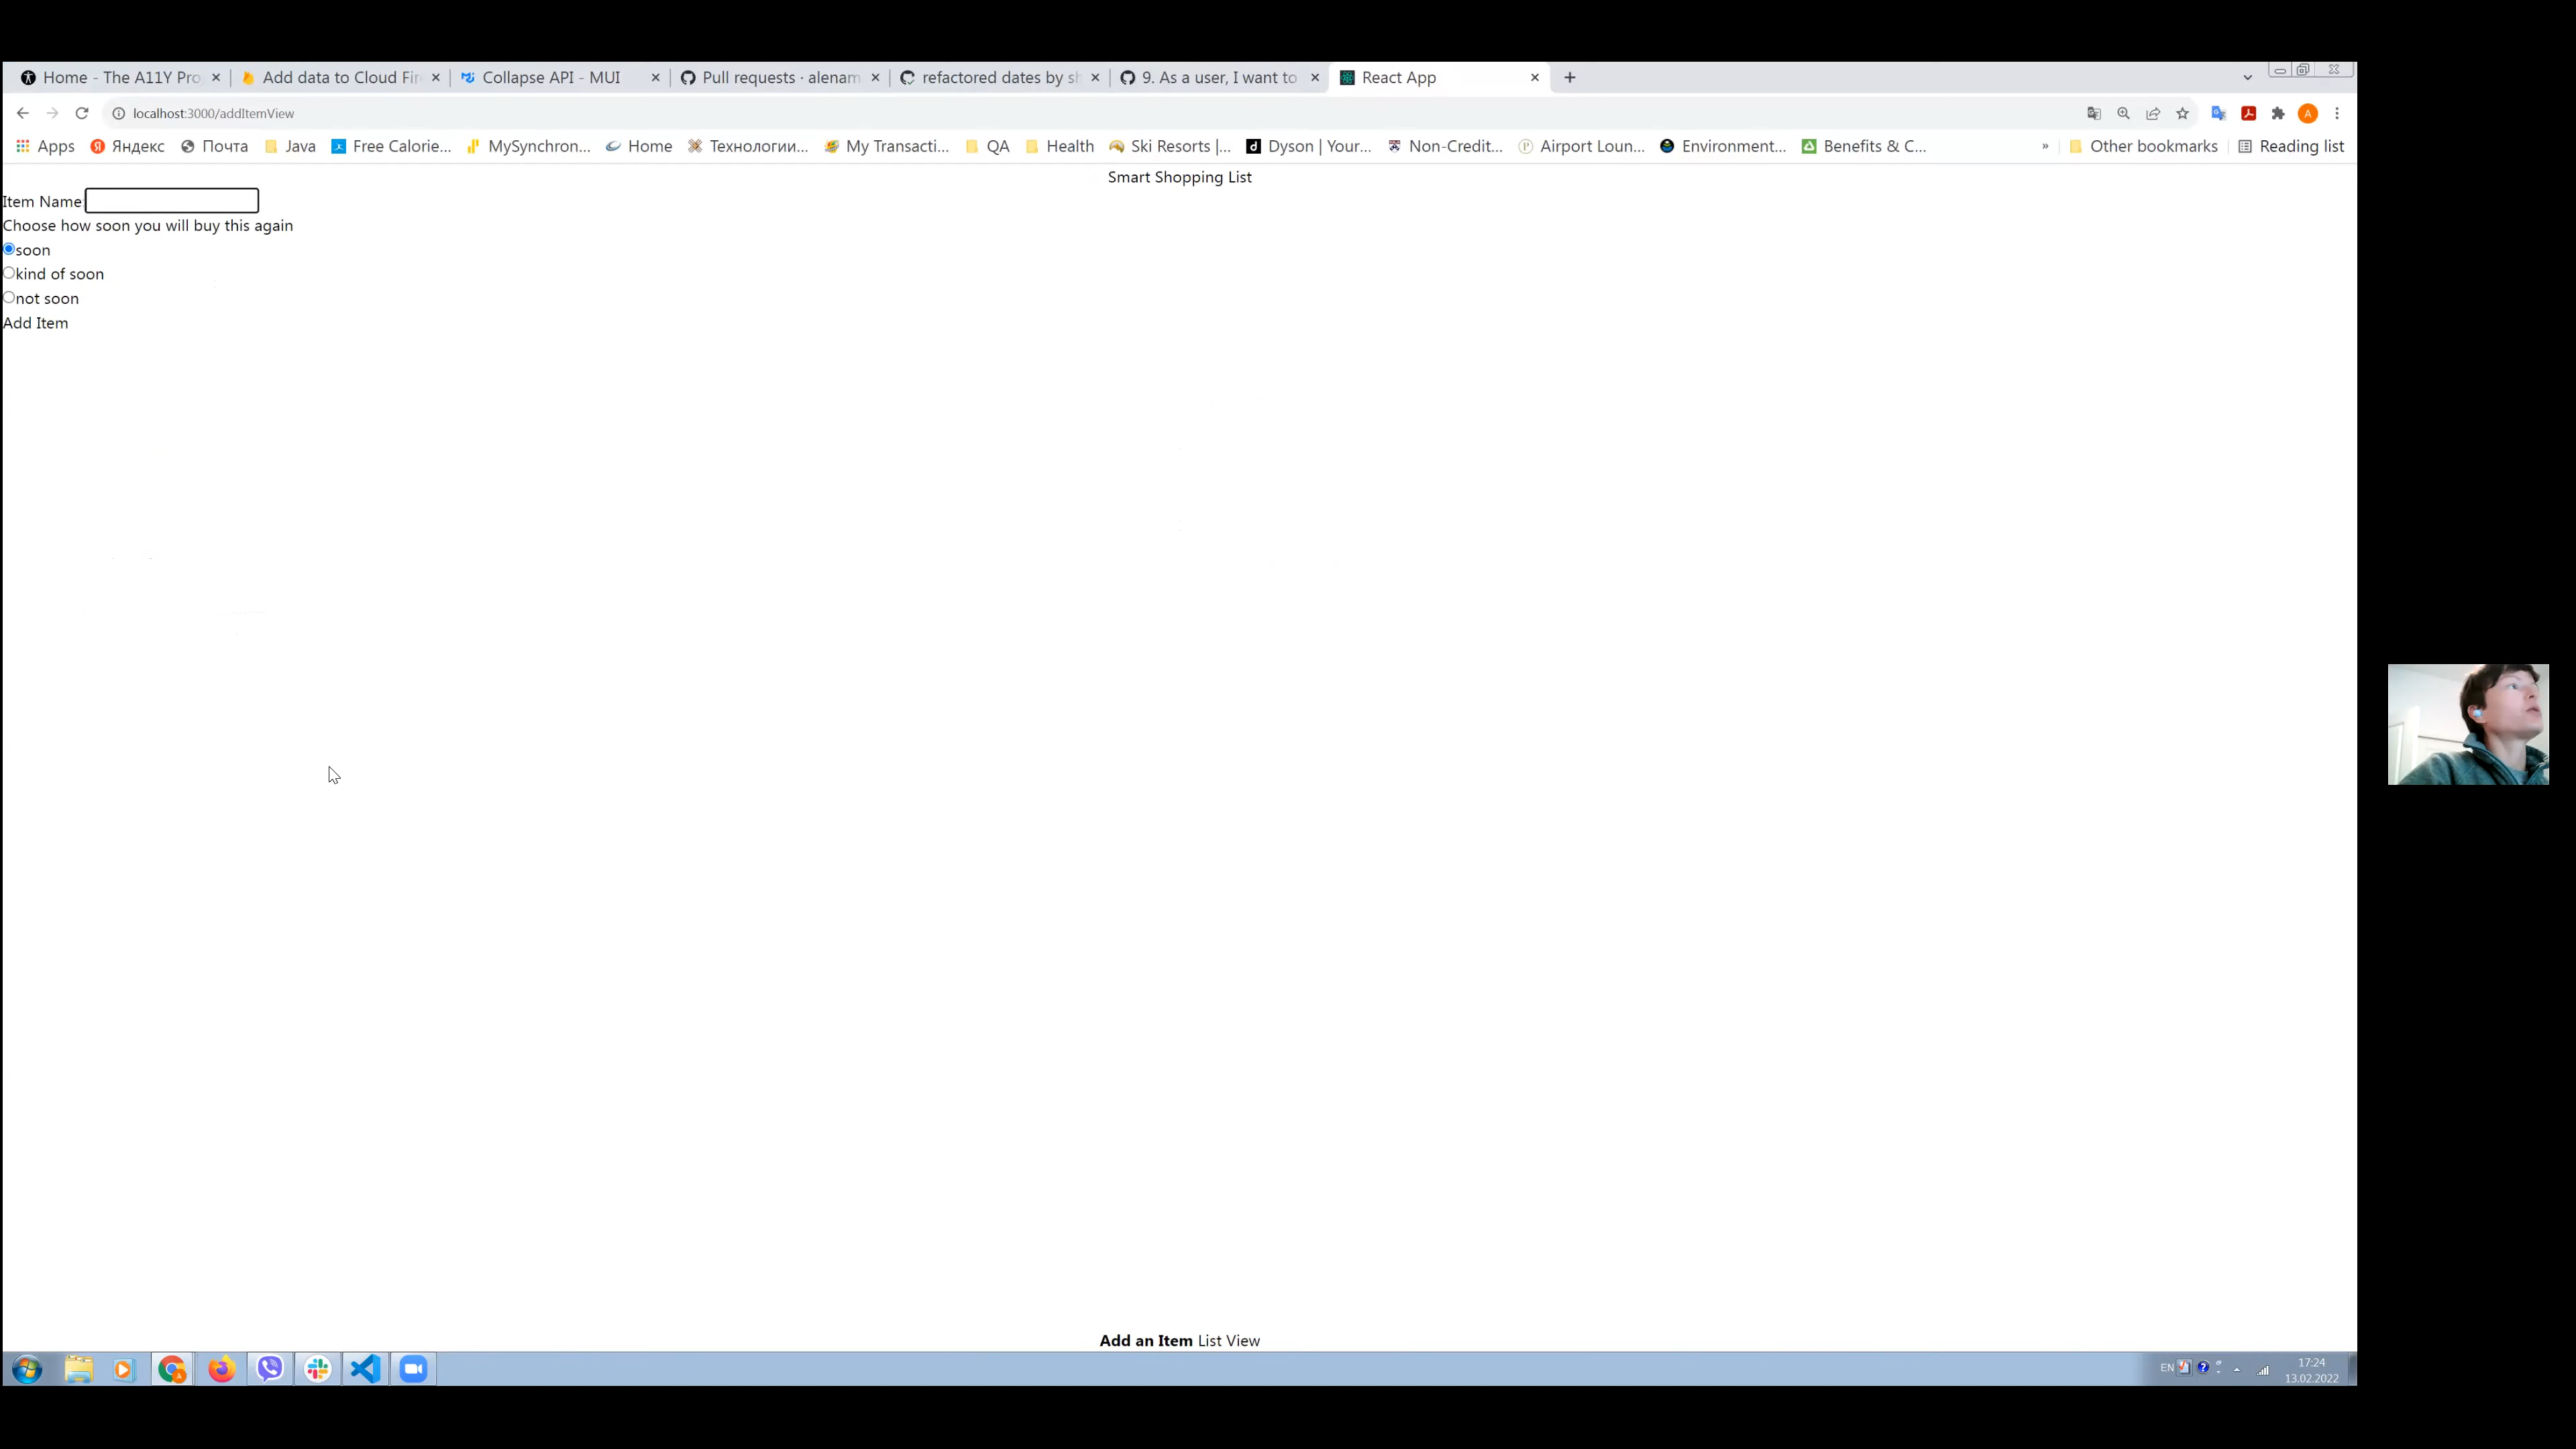 Home - The A11Y Pro
Add data to Cloud Fir
Collapse API - MUI
Pull requests · alenam
refactored dates by sh
9. As a user, I want to
React App
localhost:3000/addItemView
Apps
Яндекс
Почта
Java
Free Calorie...
MySynchron...
Home
Технологии...
My Transacti...
QA
Health
Ski Resorts |...
Dyson | Your...
Non-Credit...
Airport Loun...
Environment...
Benefits & C...
»
Other bookmarks
Reading list
Smart Shopping List
Item Name
Choose how soon you will buy this again
soon
kind of soon
not soon
Add Item
Add an Item List View
EN
17:24
13.02.2022